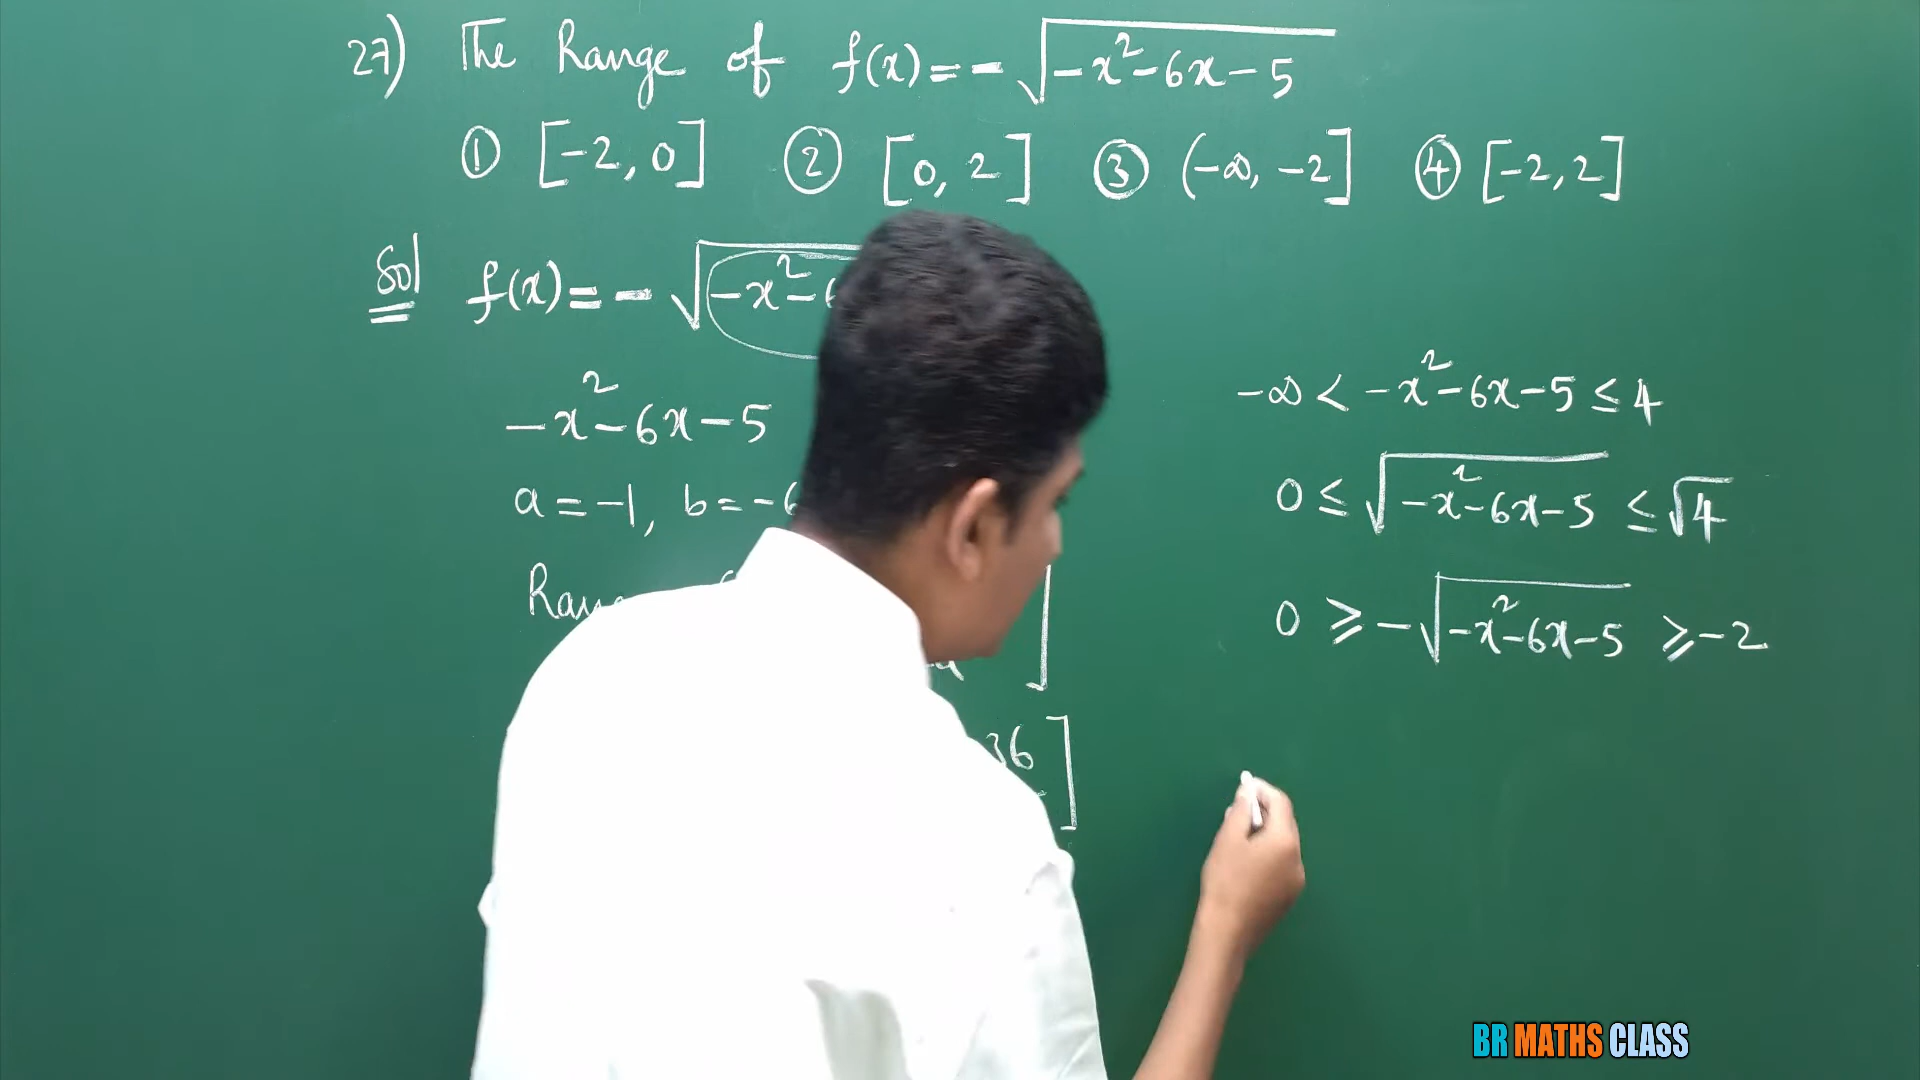 27) The Range of f(x) = -√(-x²-6x-5)
① [-2, 0] ② [0, 2] ③ (-∞, -2] ④ [-2, 2]
Sol f(x) = -√(-x²-6
-x²-6x-5
a = -1, b = -6
36]
-∞ < -x²-6x-5 ≤ 4
0 ≤ √(-x²-6x-5) ≤ √4
0 ≥ -√(-x²-6x-5) ≥ -2
BR MATHS CLASS